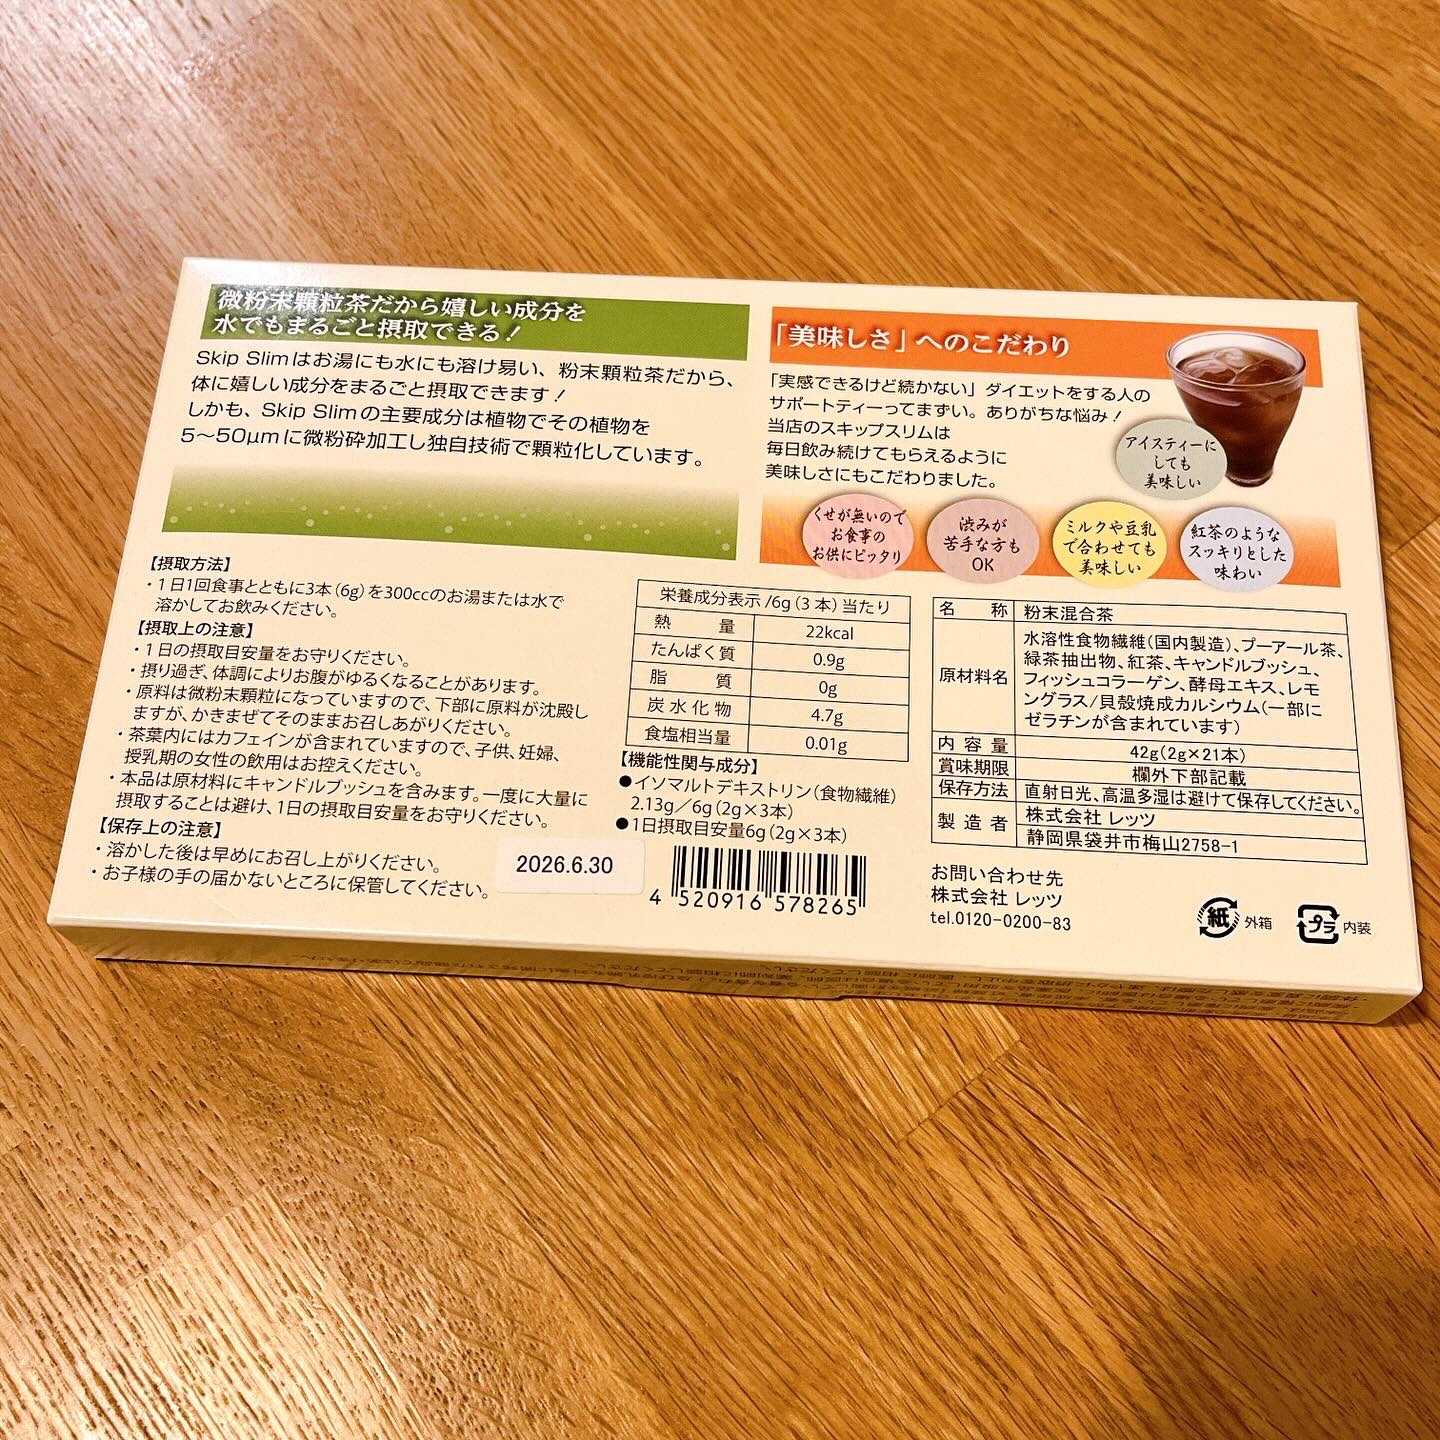 微粉末顆粒茶だから嬉しい成分を
水でもまるごと摂取できる！
Skip Slimはお湯にも水にも溶け易い、粉末顆粒茶だから、
体に嬉しい成分をまるごと摂取できます！
しかも、Skip Slimの主要成分は植物でその植物を
5〜50μmに微粉砕加工し独自技術で顆粒化しています。
「美味しさ」へのこだわり
「実感できるけど続かない」ダイエットをする人の
サポートティーってまずい。ありがちな悩み！
当店のスキップスリムは
毎日飲み続けてもらえるように
美味しさにもこだわりました。
アイスティーに
しても
美味しい
くせが無いので
お食事の
お供にピッタリ
渋みが
苦手な方も
OK
ミルクや豆乳
で合わせても
美味しい
紅茶のような
スッキリとした
味わい
【摂取方法】
・1日1回食事とともに3本(6g)を300ccのお湯または水で
溶かしてお飲みください。
【摂取上の注意】
・1日の摂取目安量をお守りください。
・摂り過ぎ、体調によりお腹がゆるくなることがあります。
・原料は微粉末顆粒になっていますので、下部に原料が沈殿し
ますが、かきまぜてそのままお召しあがりください。
・茶葉内にはカフェインが含まれていますので、子供、妊婦、
授乳期の女性の飲用はお控えください。
・本品は原材料にキャンドルブッシュを含みます。一度に大量に
摂取することは避け、1日の摂取目安量をお守りください。
【保存上の注意】
・溶かした後は早めにお召し上がりください。
・お子様の手の届かないところに保管してください。
2026.6.30
栄養成分表示/6g(3本)当たり
熱量 22kcal
たんぱく質 0.9g
脂質 0g
炭水化物 4.7g
食塩相当量 0.01g
【機能性関与成分】
●イソマルトデキストリン(食物繊維)
2.13g/6g(2g×3本)
●1日摂取目安量6g(2g×3本)
4 520916 578265
名称 粉末混合茶
原材料名 水溶性食物繊維(国内製造)、プーアール茶、
緑茶抽出物、紅茶、キャンドルブッシュ、
フィッシュコラーゲン、酵母エキス、レモ
ングラス/貝殻焼成カルシウム(一部に
ゼラチンが含まれています)
内容量 42g(2g×21本)
賞味期限 欄外下部記載
保存方法 直射日光、高温多湿は避けて保存してください。
製造者 株式会社 レッツ
静岡県袋井市梅山2758-1
お問い合わせ先
株式会社 レッツ
tel.0120-0200-83
紙 外箱
プラ 内装